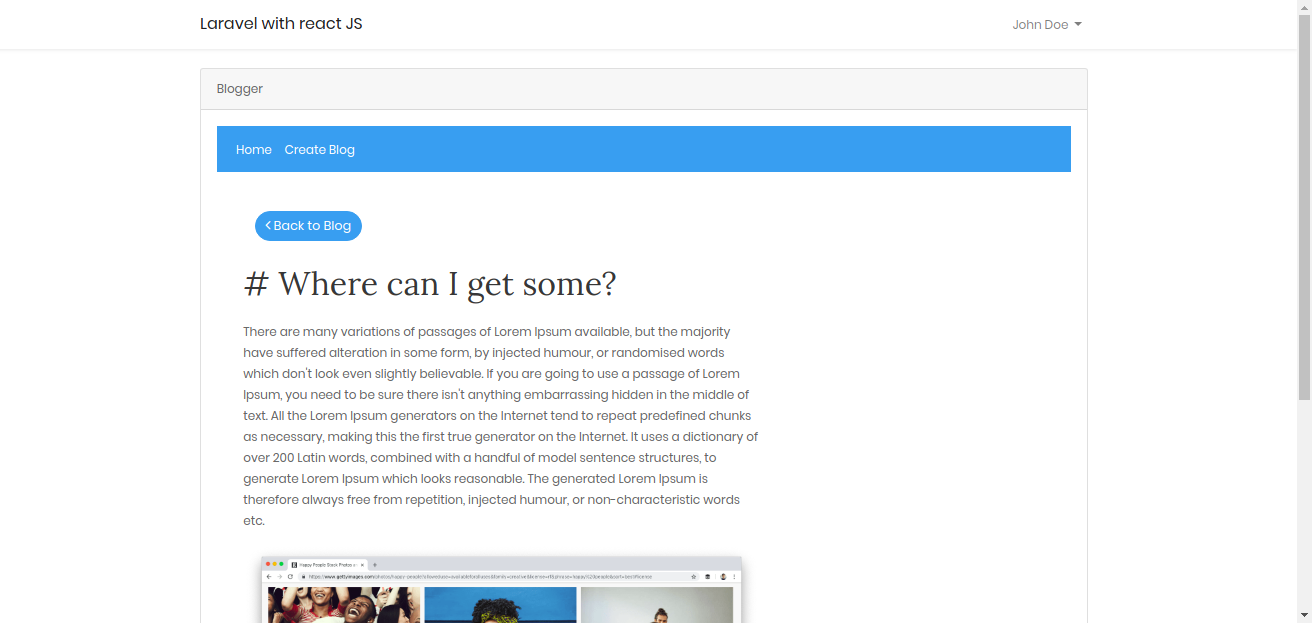 Laravel with react JS
John Doe
Blogger
Home Create Blog
Back to Blog
# Where can I get some?
There are many variations of passages of Lorem Ipsum available, but the majority
have suffered alteration in some form, by injected humour, or randomised words
which don't look even slightly believable. If you are going to use a passage of Lorem
Ipsum, you need to be sure there isn't anything embarrassing hidden in the middle of
text. All the Lorem Ipsum generators on the Internet tend to repeat predefined chunks
as necessary, making this the first true generator on the Internet. It uses a dictionary of
over 200 Latin words, combined with a handful of model sentence structures, to
generate Lorem Ipsum which looks reasonable. The generated Lorem Ipsum is
therefore always free from repetition, injected humour, or non-characteristic words
etc.
Happy People Stock Photos